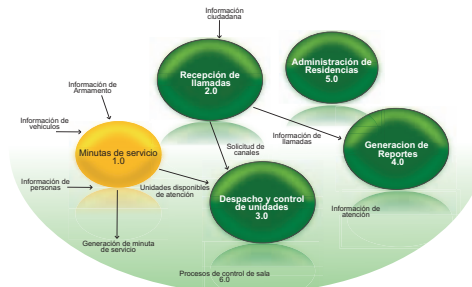 Información
ciudadana
Recepción de
llamadas
2.0
Administración de
Residencias
5.0
Información de
Armamento
Información de
vehiculos
Minutas de servicio
1.0
Solicitud de
canales
Información
de llamadas
Generacion de
Reportes
4.0
Información de
personas
Unidades disponibles
de atención
Despacho y control
de unidades
3.0
Información de
atención
Generación de minuta
de servicio
Procesos de control de sala
6.0